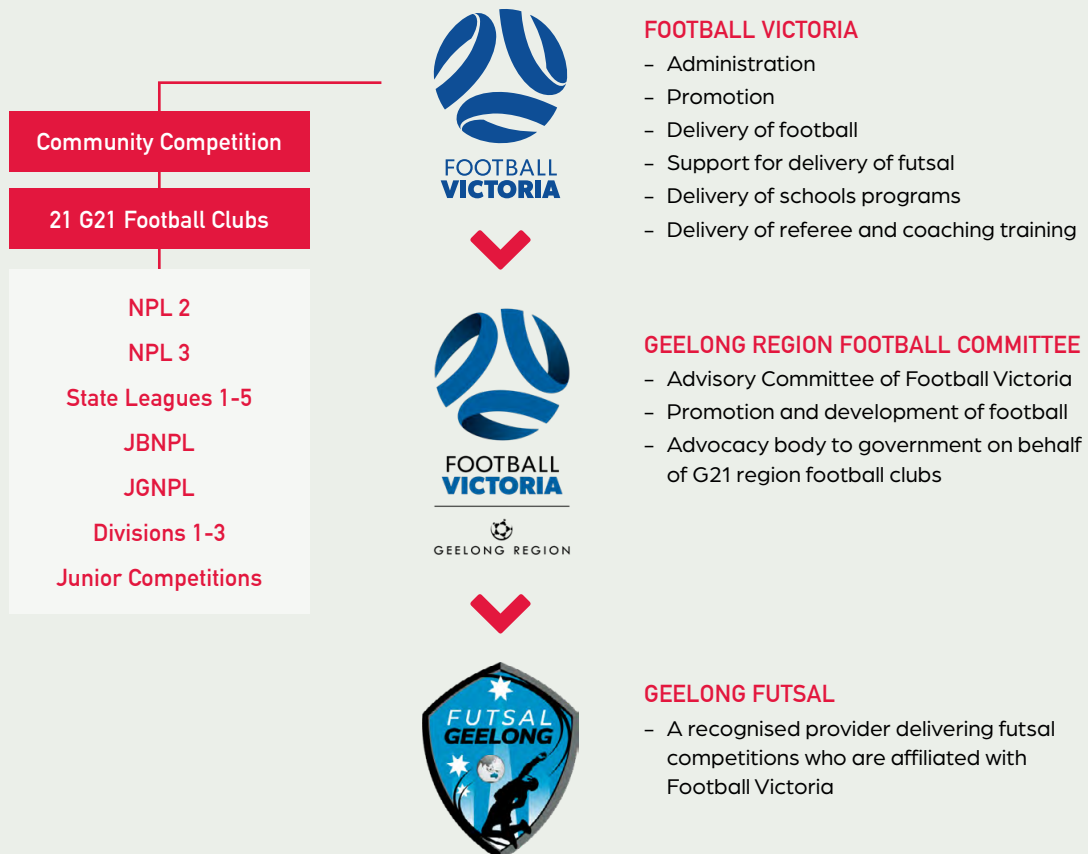 Community Competition
21 G21 Football Clubs
NPL 2
NPL 3
State Leagues 1-5
JBNPL
JGNPL
Divisions 1-3
Junior Competitions
FOOTBALL
VICTORIA
FOOTBALL VICTORIA
- Administration
- Promotion
- Delivery of football
- Support for delivery of futsal
- Delivery of schools programs
- Delivery of referee and coaching training
FOOTBALL
VICTORIA
GEELONG REGION
GEELONG REGION FOOTBALL COMMITTEE
- Advisory Committee of Football Victoria
- Promotion and development of football
- Advocacy body to government on behalf
of G21 region football clubs
FUTSAL
GEELONG
GEELONG FUTSAL
- A recognised provider delivering futsal
competitions who are affiliated with
Football Victoria